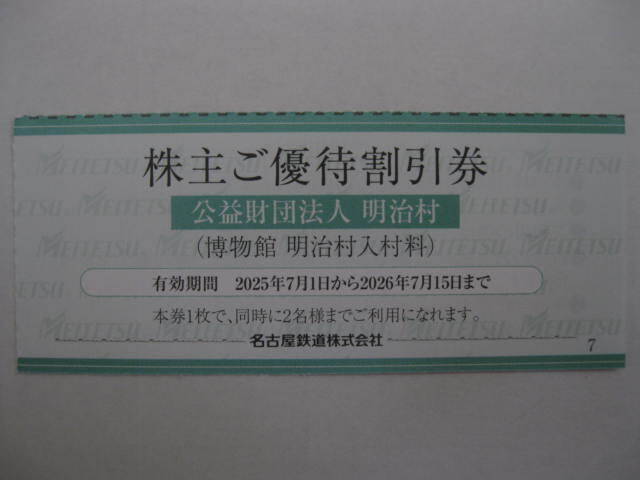 株主ご優待割引券
公益財団法人 明治村
(博物館 明治村入村料)
有効期間 2025年7月1日から2026年7月15日まで
本券1枚で、同時に2名様までご利用になれます。
名古屋鉄道株式会社
7
MEITETSU